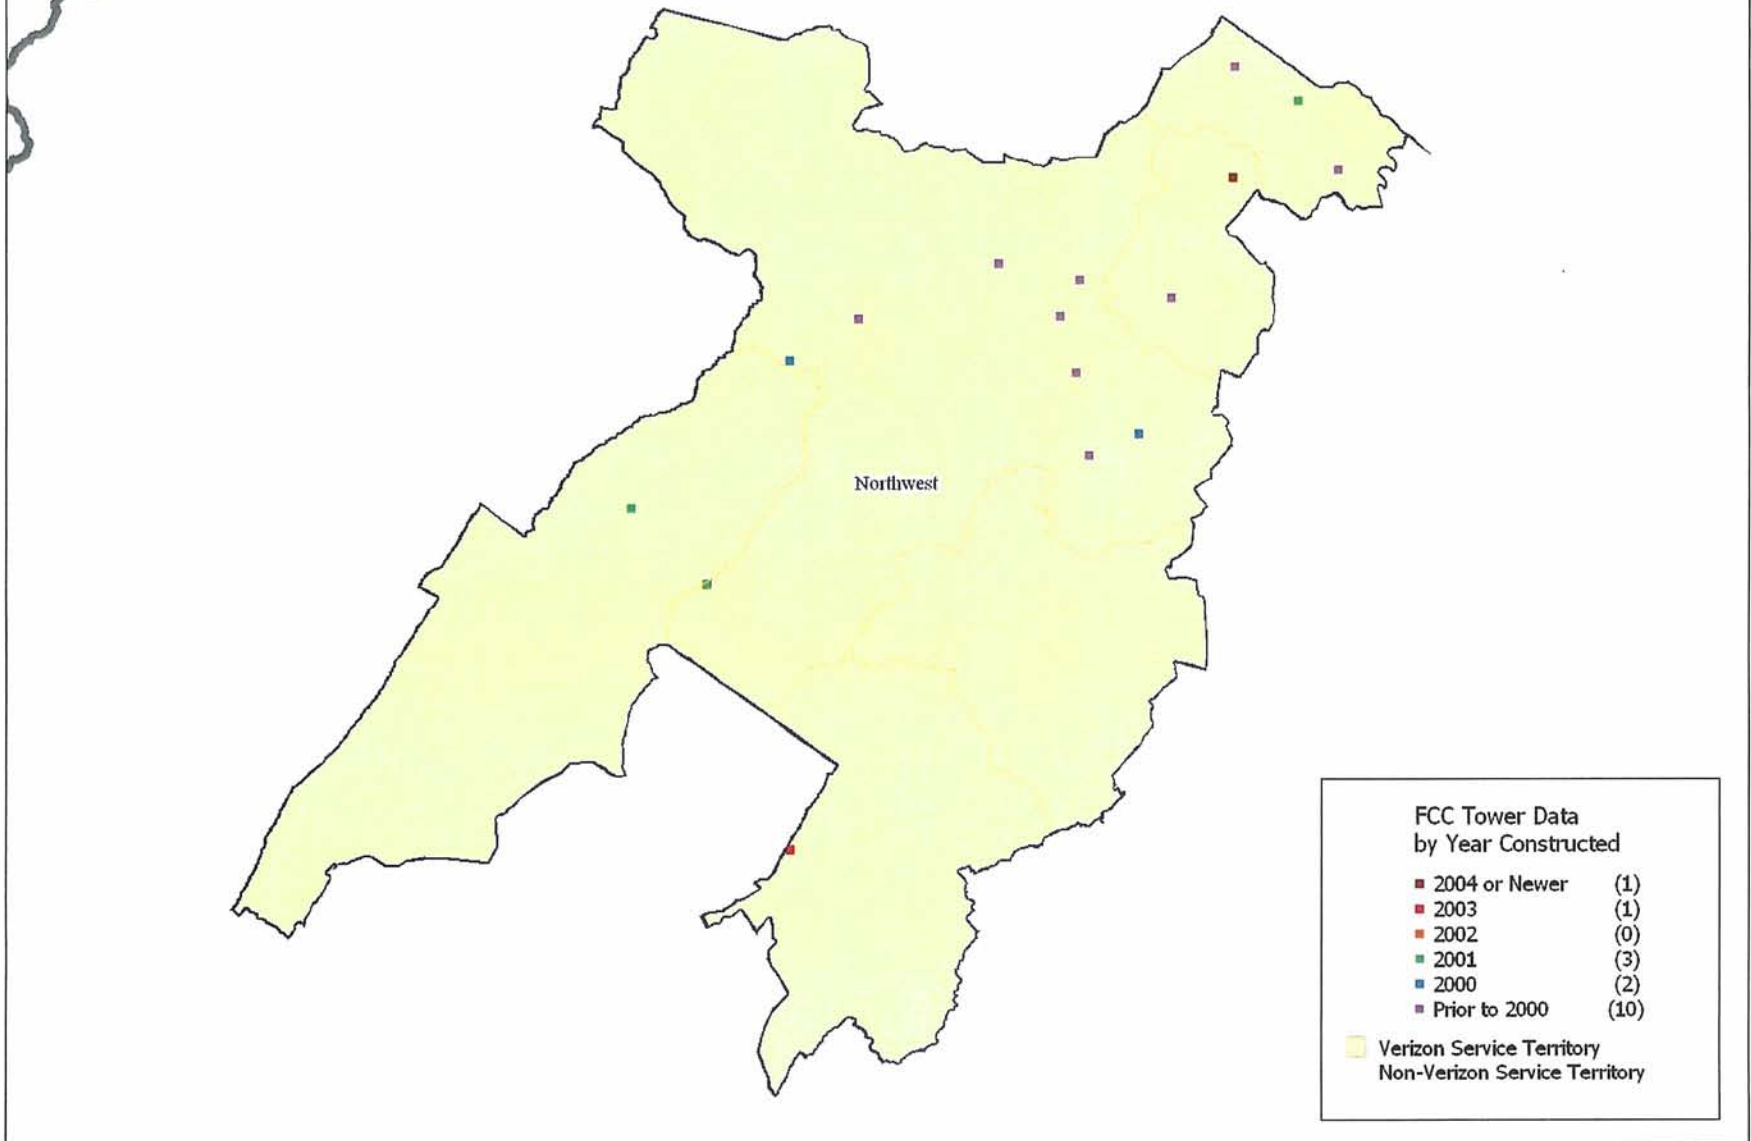 Northwest
FCC Tower Data
by Year Constructed
2004 or Newer (1)
2003 (1)
2002 (0)
2001 (3)
2000 (2)
Prior to 2000 (10)
Verizon Service Territory
Non-Verizon Service Territory